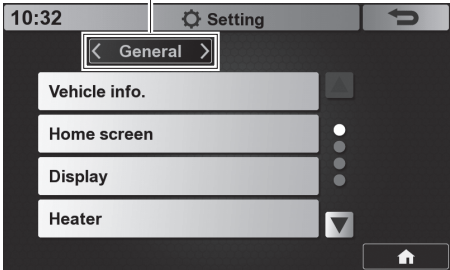 10:32 Setting
General
Vehicle info.
Home screen
Display
Heater